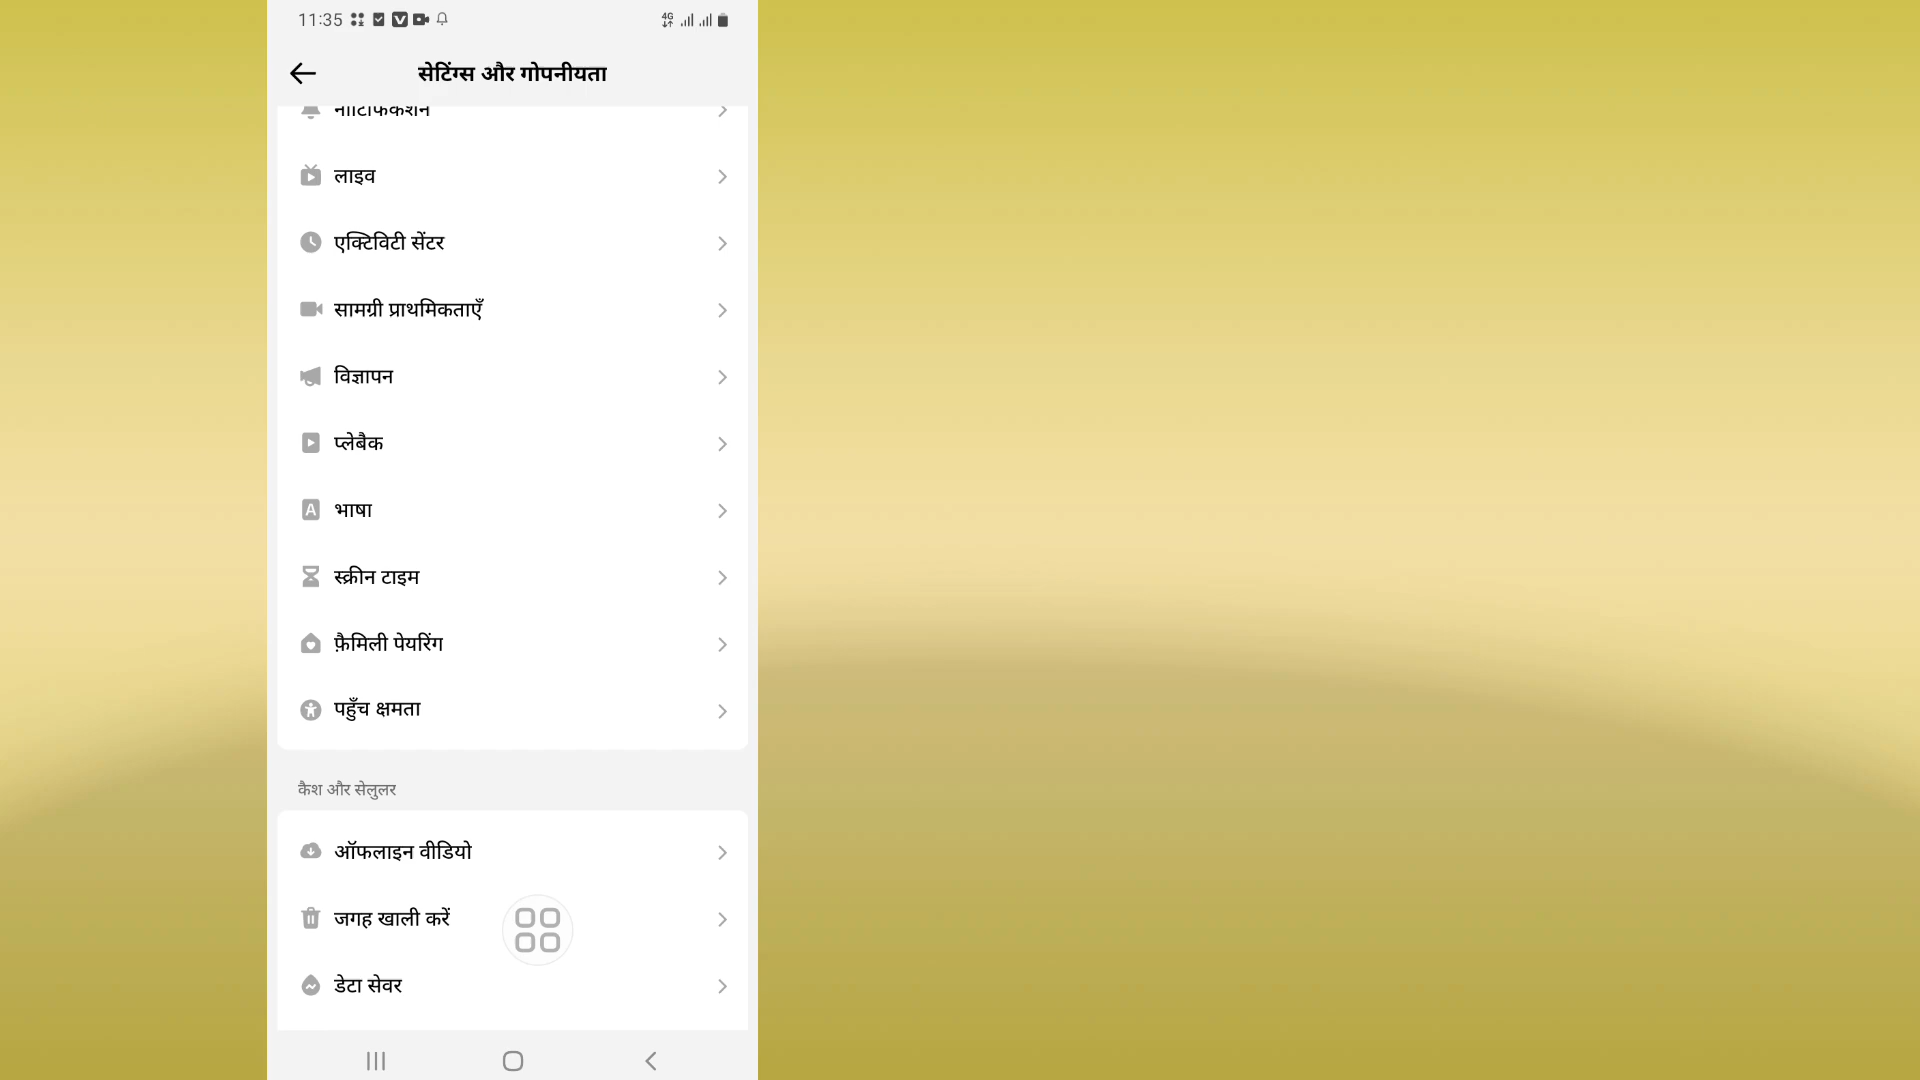 11:35
4G
सेटिंग्स और गोपनीयता
लाइव
एक्टिविटी सेंटर
सामग्री प्राथमिकताएँ
विज्ञापन
प्लेबैक
भाषा
स्क्रीन टाइम
फ़ैमिली पेयरिंग
पहुँच क्षमता
कैश और सेलुलर
ऑफलाइन वीडियो
जगह खाली करें
डेटा सेवर